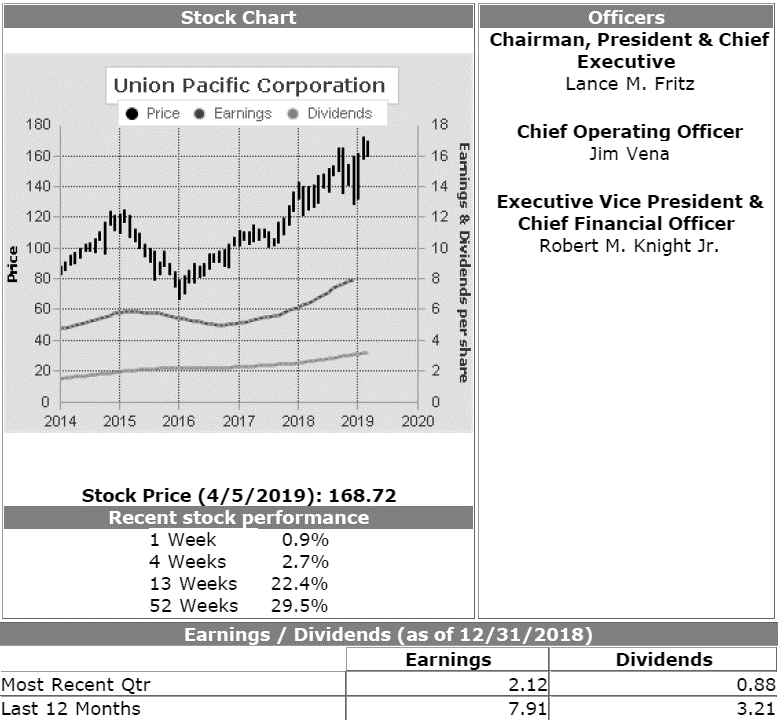 Stock Chart
Union Pacific Corporation
Price Earnings Dividends
180
160
140
120
100
80
60
40
20
0
Price
18
16
14
12
10
8
6
4
2
0
Earnings & Dividends per share
2014 2015 2016 2017 2018 2019 2020
Stock Price (4/5/2019): 168.72
Recent stock performance
1 Week 0.9%
4 Weeks 2.7%
13 Weeks 22.4%
52 Weeks 29.5%
Officers
Chairman, President & Chief
Executive
Lance M. Fritz
Chief Operating Officer
Jim Vena
Executive Vice President &
Chief Financial Officer
Robert M. Knight Jr.
Earnings / Dividends (as of 12/31/2018)
Earnings Dividends
Most Recent Qtr 2.12 0.88
Last 12 Months 7.91 3.21